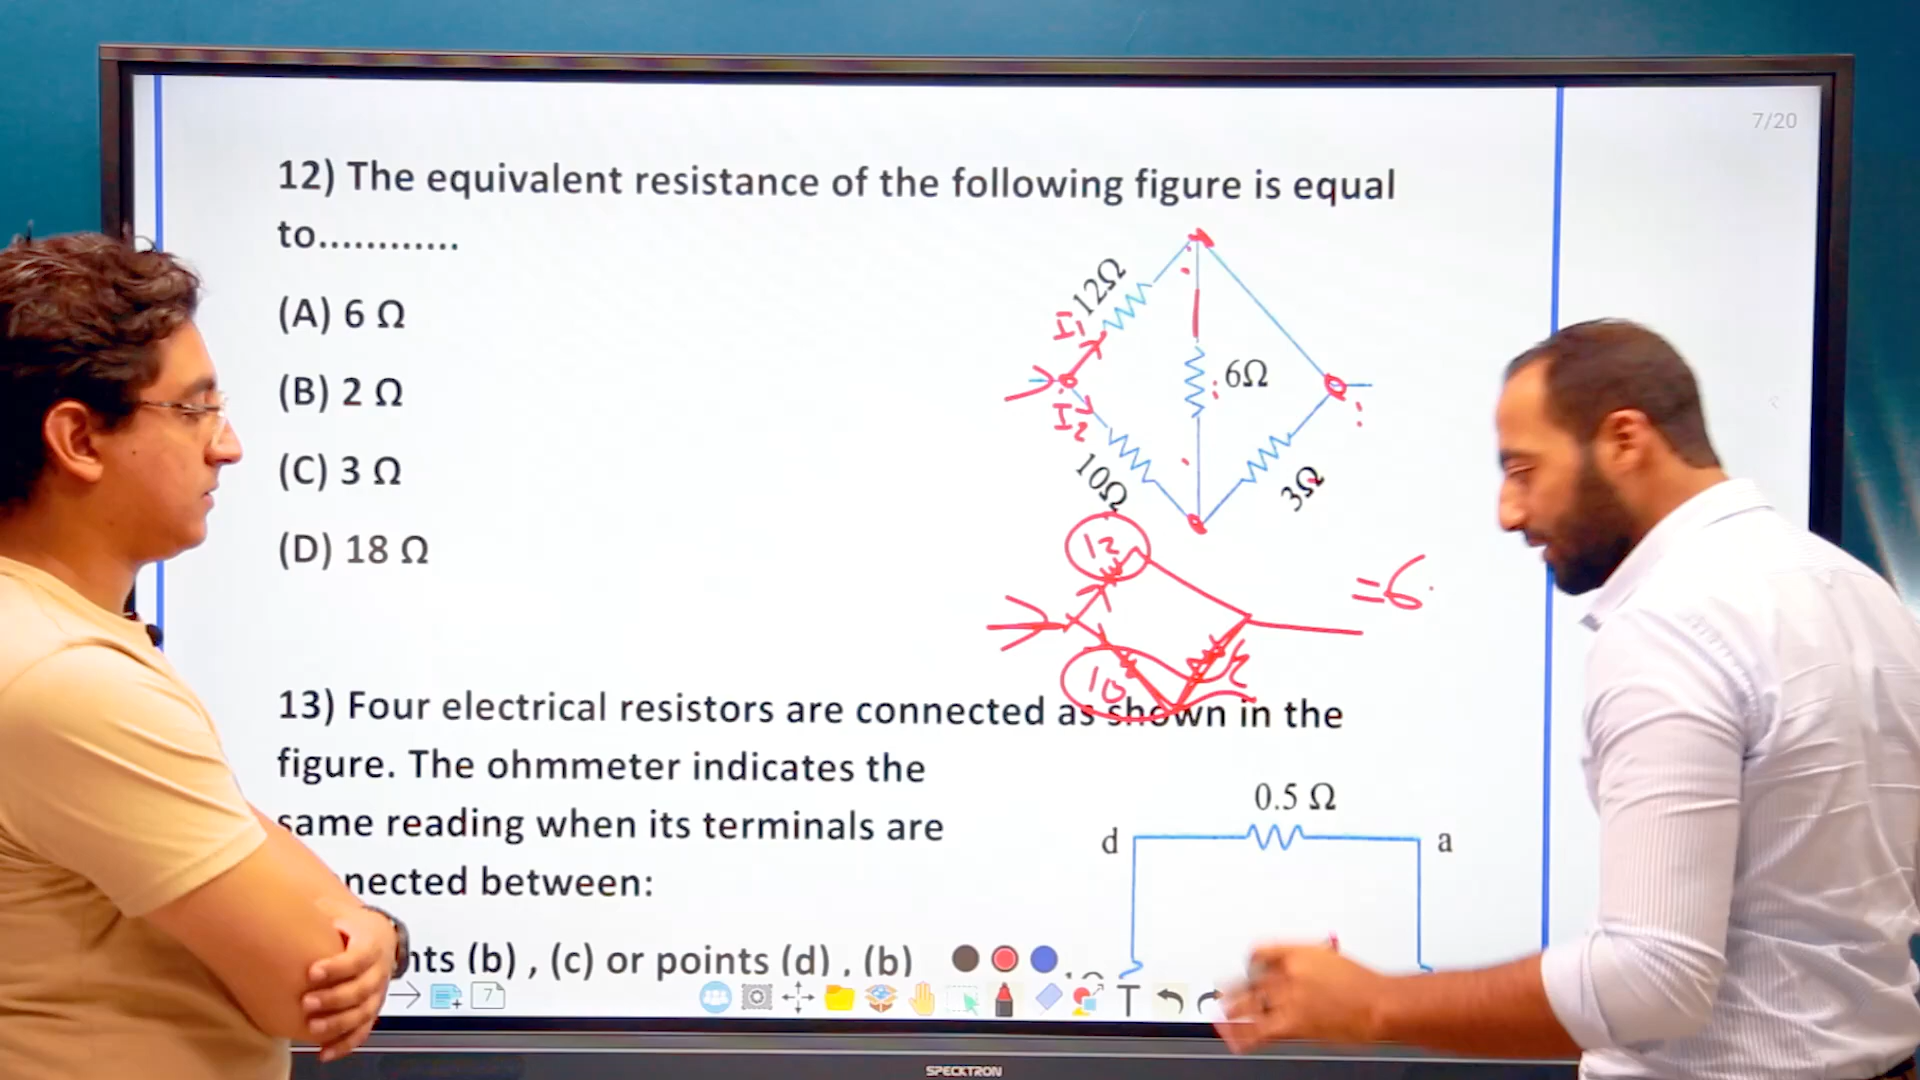 7/20
12) The equivalent resistance of the following figure is equal
to............
(A) 6 Ω
(B) 2 Ω
(C) 3 Ω
(D) 18 Ω
12Ω
I₁
6Ω
I₂
10Ω
3Ω
12
=6
10
2
13) Four electrical resistors are connected as shown in the
figure. The ohmmeter indicates the
same reading when its terminals are
nected between:
0.5 Ω
d
a
nts (b) , (c) or points (d) , (b)
7
T
SPECKTRON